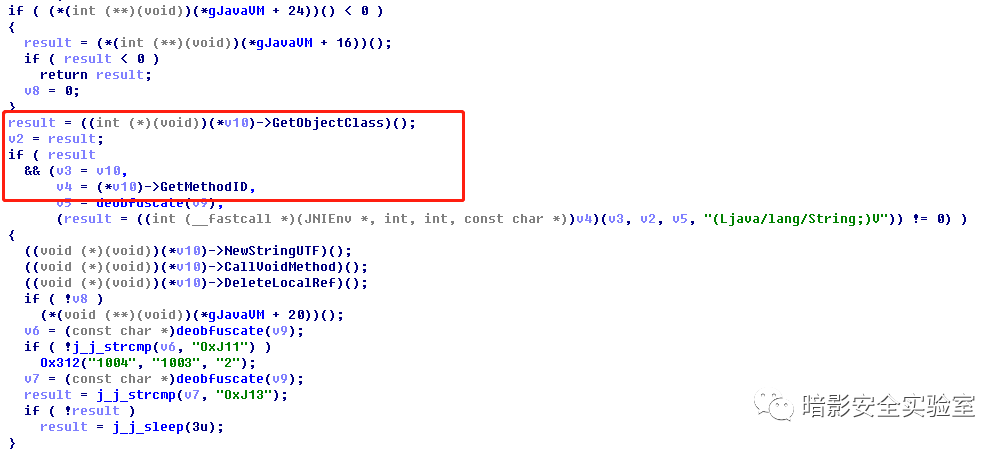 if ( (*(int (**)(void))(*gJavaVM + 24))() < 0 )
{
  result = (*(int (**)(void))(*gJavaVM + 16))();
  if ( result < 0 )
    return result;
  v8 = 0;
}
result = ((int (*)(void))(*v10)->GetObjectClass)();
v2 = result;
if ( result
  && (v3 = v10,
      v4 = (*v10)->GetMethodID,
      v5 = deobfuscate(v9),
      (result = ((int (__fastcall *)(JNIEnv *, int, int, const char *))v4)(v3, v2, v5, "(Ljava/lang/String;)V")) != 0) )
{
  ((void (*)(void))(*v10)->NewStringUTF)();
  ((void (*)(void))(*v10)->CallVoidMethod)();
  ((void (*)(void))(*v10)->DeleteLocalRef)();
  if ( !v8 )
    (*(void (**)(void))(*gJavaVM + 20))();
  v6 = (const char *)deobfuscate(v9);
  if ( !j_j_strcmp(v6, "OxJ11") )
    Ox312("1004", "1003", "2");
  v7 = (const char *)deobfuscate(v9);
  result = j_j_strcmp(v7, "OxJ13");
  if ( !result )
    result = j_j_sleep(3u);
}
暗影安全实验室